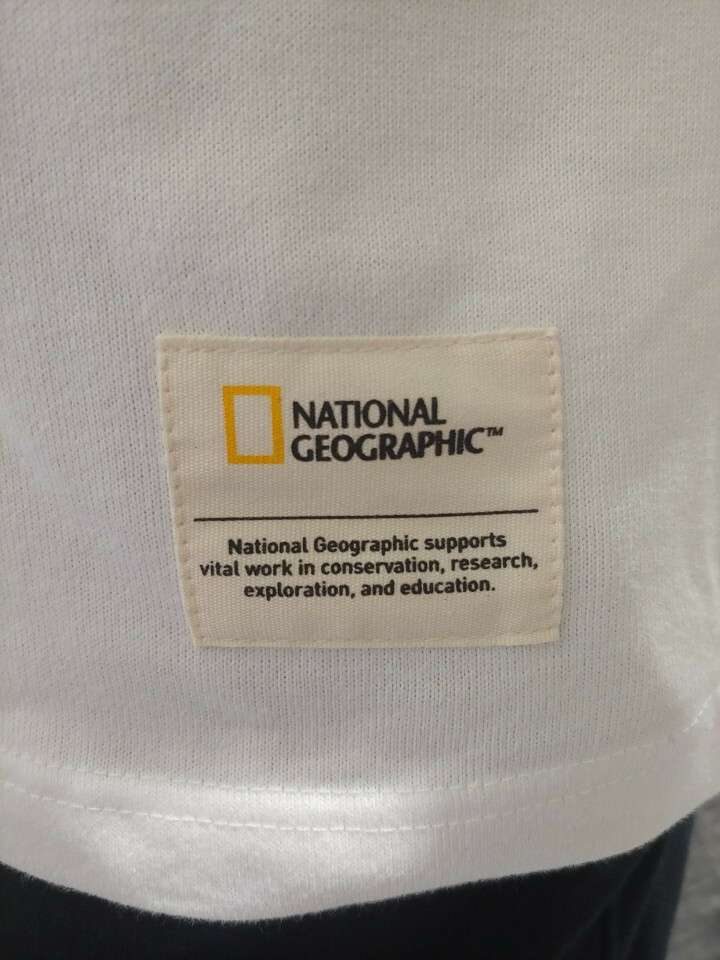 NATIONAL
GEOGRAPHIC™
National Geographic supports
vital work in conservation, research,
exploration, and education.